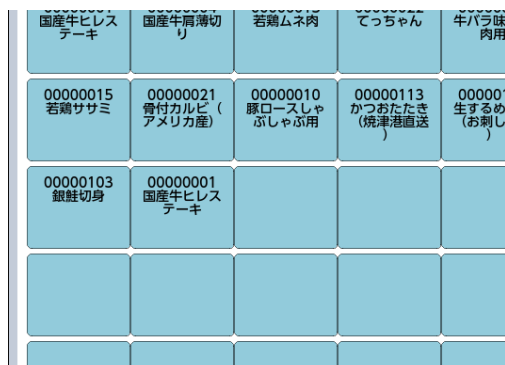 国産牛ヒレス
テーキ
国産牛肩薄切
り
若鶏ムネ肉
てっちゃん
牛バラ味
肉用
00000015
若鶏ササミ
00000021
骨付カルビ（
アメリカ産）
00000010
豚ロースしゃ
ぶしゃぶ用
00000113
かつおたたき
（焼津港直送
）
000001
生するめ
（お刺し
）
00000103
銀鮭切身
00000001
国産牛ヒレス
テーキ